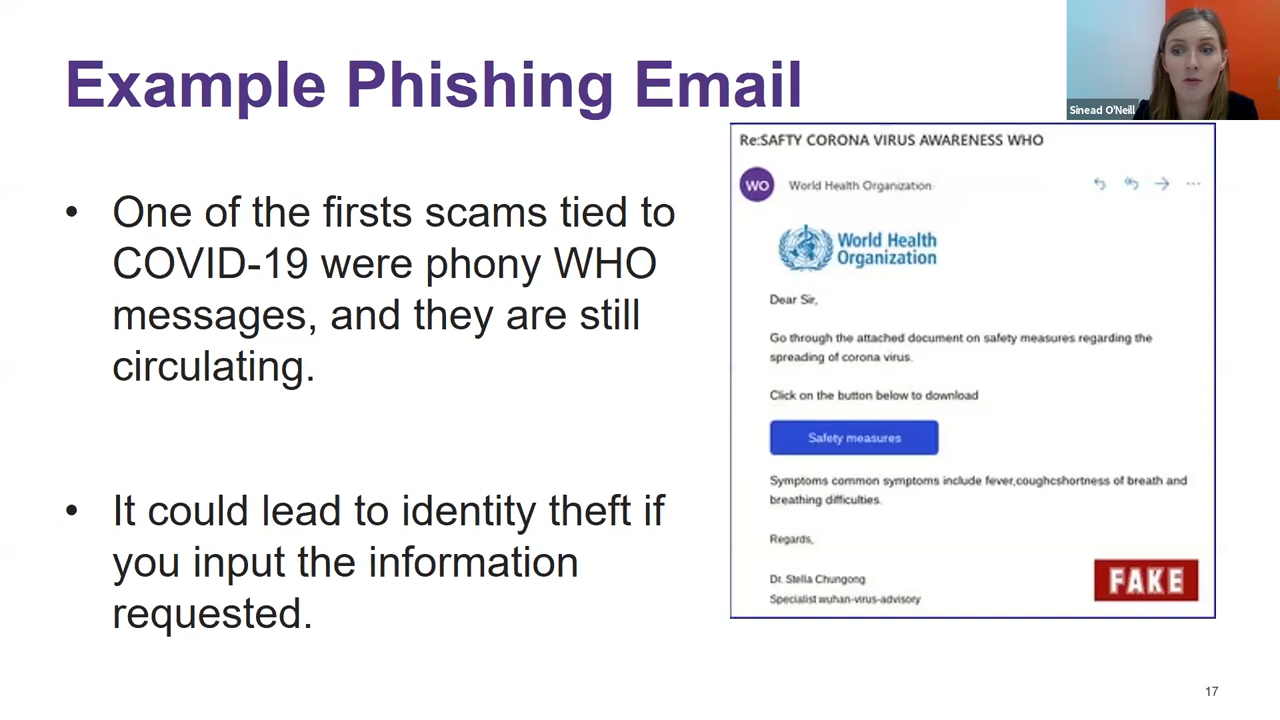 Example Phishing Email
Sinead O'Neill
• One of the firsts scams tied to
COVID-19 were phony WHO
messages, and they are still
circulating.
• It could lead to identity theft if
you input the information
requested.
Re:SAFTY CORONA VIRUS AWARENESS WHO
WO World Health Organization
World Health
Organization
Dear Sir,
Go through the attached document on safety measures regarding the
spreading of corona virus.
Click on the button below to download
Safety measures
Symptoms common symptoms include fever,coughcshortness of breath and
breathing difficulties.
Regards,
Dr. Stella Chungong
Specialist wuhan-virus-advisory
FAKE
17